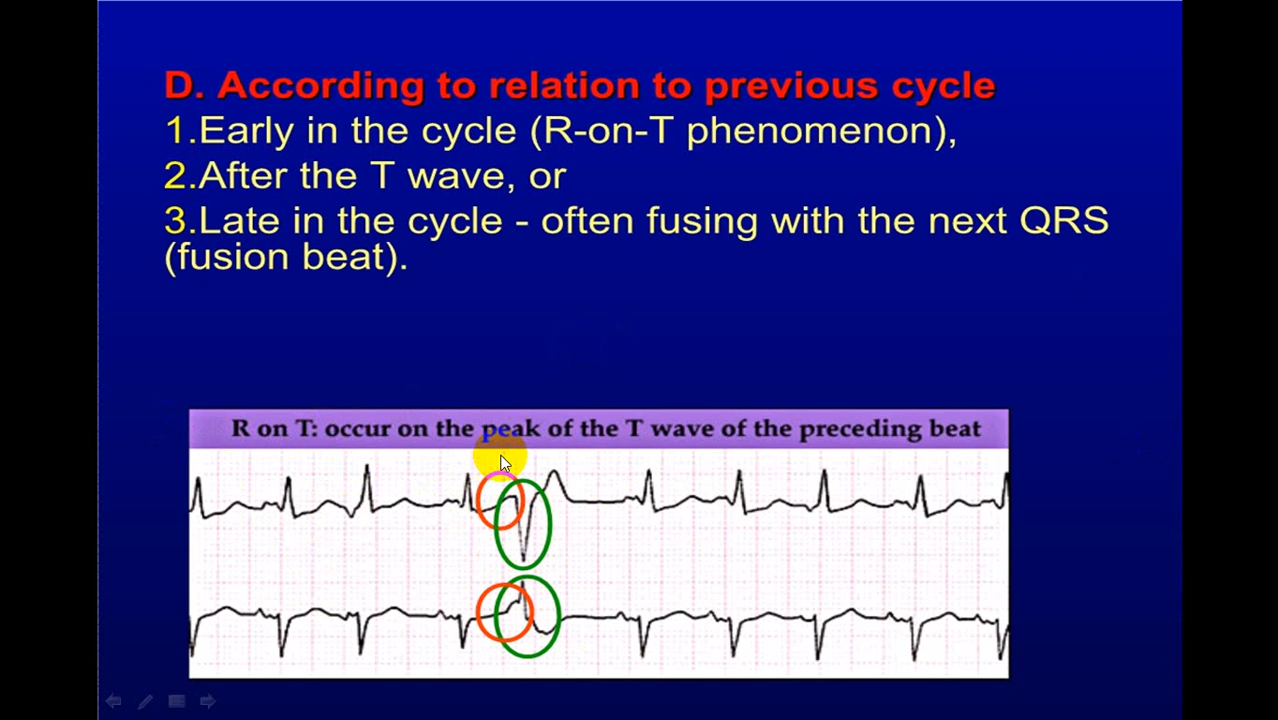 D. According to relation to previous cycle
1.Early in the cycle (R-on-T phenomenon),
2.After the T wave, or
3.Late in the cycle - often fusing with the next QRS
(fusion beat).
R on T: occur on the peak of the T wave of the preceding beat